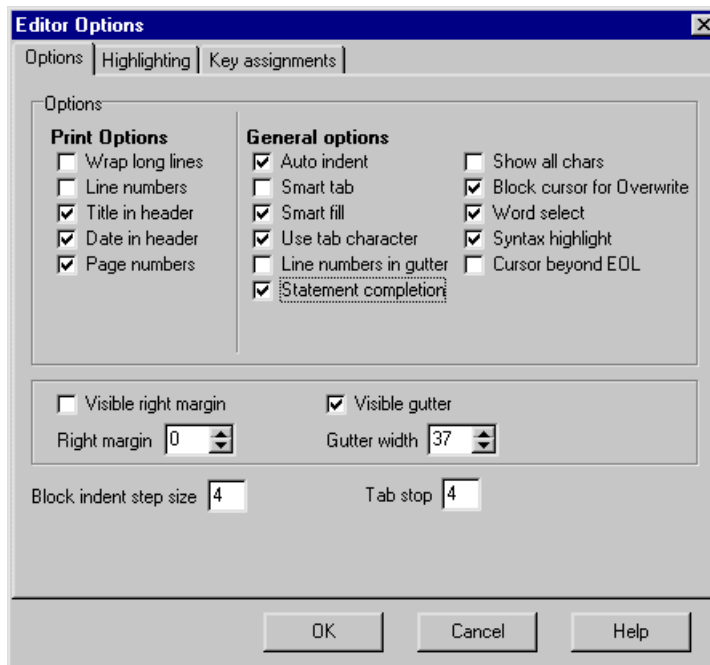 Editor Options
Options Highlighting Key assignments
Options
Print Options
Wrap long lines
Line numbers
Title in header
Date in header
Page numbers
General options
Auto indent
Smart tab
Smart fill
Use tab character
Line numbers in gutter
Statement completion
Show all chars
Block cursor for Overwrite
Word select
Syntax highlight
Cursor beyond EOL
Visible right margin
Visible gutter
Right margin 0
Gutter width 37
Block indent step size 4
Tab stop 4
OK Cancel Help